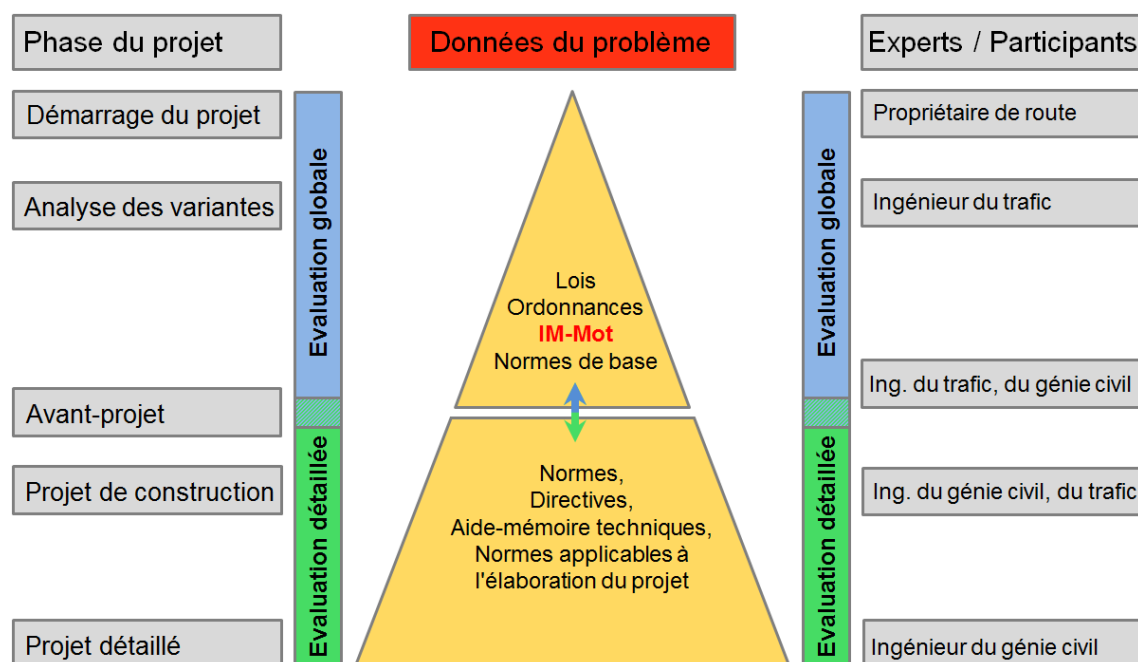 Phase du projet
Données du problème
Experts / Participants
Démarrage du projet
Propriétaire de route
Analyse des variantes
Ingénieur du trafic
Evaluation globale
Evaluation globale
Lois
Ordonnances
IM-Mot
Normes de base
Avant-projet
Ing. du trafic, du génie civil
Projet de construction
Ing. du génie civil, du trafic
Evaluation détaillée
Evaluation détaillée
Normes,
Directives,
Aide-mémoire techniques,
Normes applicables à
l'élaboration du projet
Projet détaillé
Ingénieur du génie civil